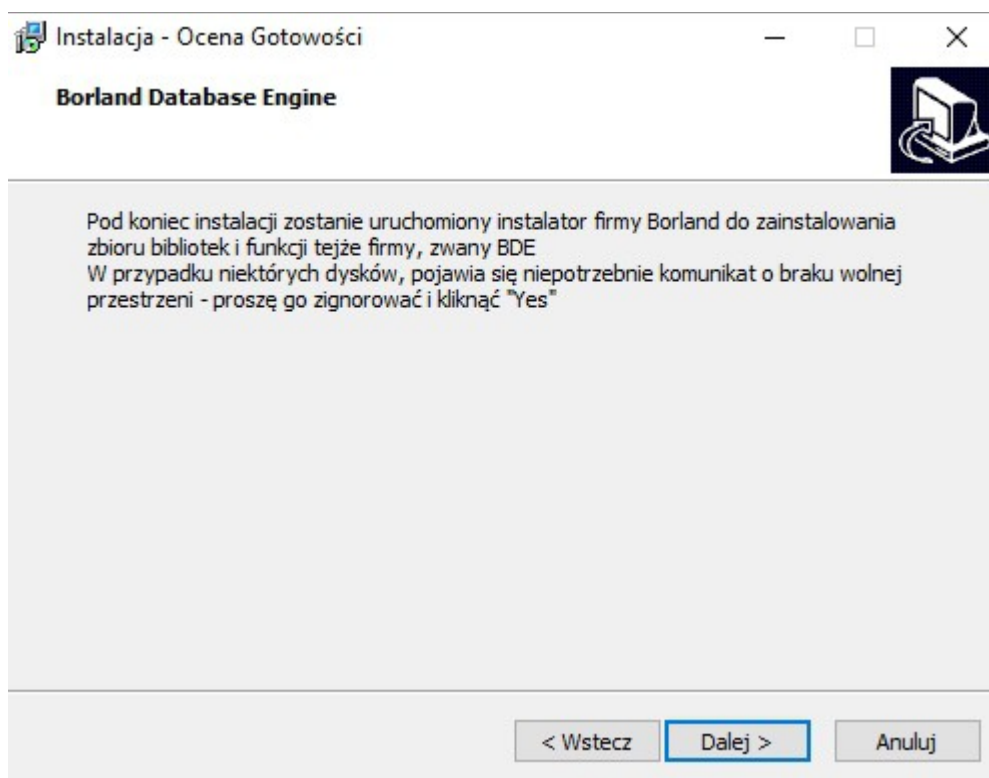 Instalacja - Ocena Gotowości
Borland Database Engine
Pod koniec instalacji zostanie uruchomiony instalator firmy Borland do zainstalowania
zbioru bibliotek i funkcji tejże firmy, zwany BDE
W przypadku niektórych dysków, pojawia się niepotrzebnie komunikat o braku wolnej
przestrzeni - proszę go zignorować i kliknąć "Yes"
< Wstecz Dalej > Anuluj